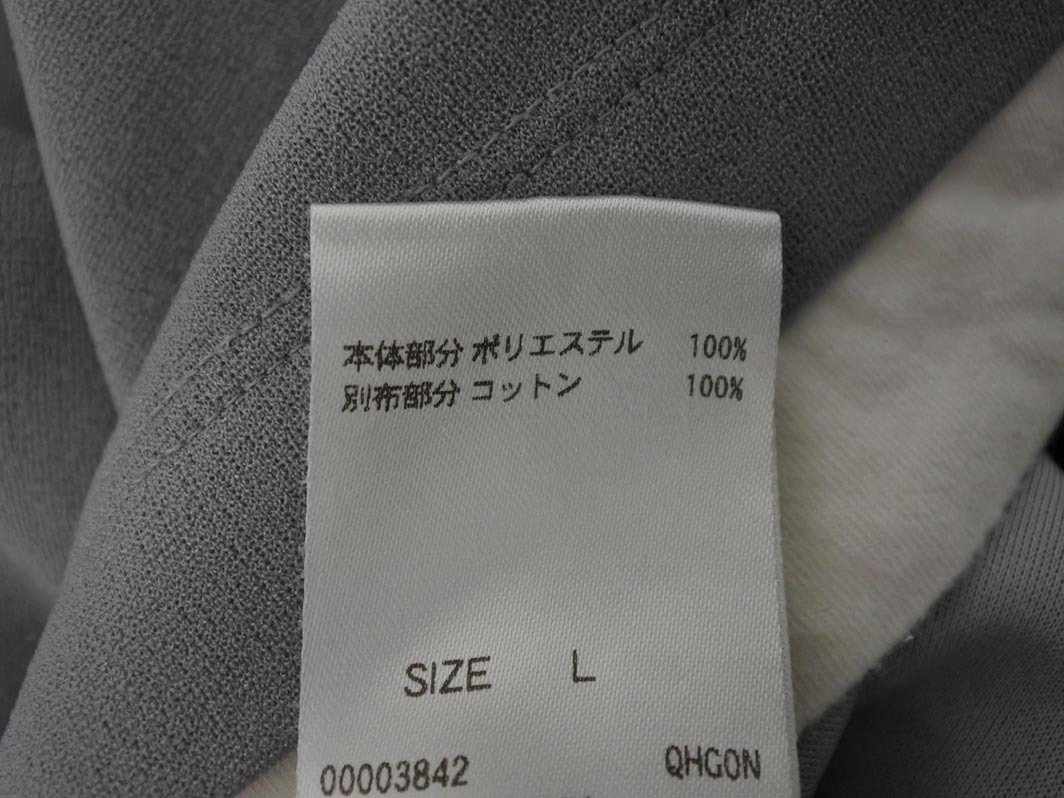 本体部分 ポリエステル 100%
別布部分 コットン 100%
SIZE L
00003842 QHGON